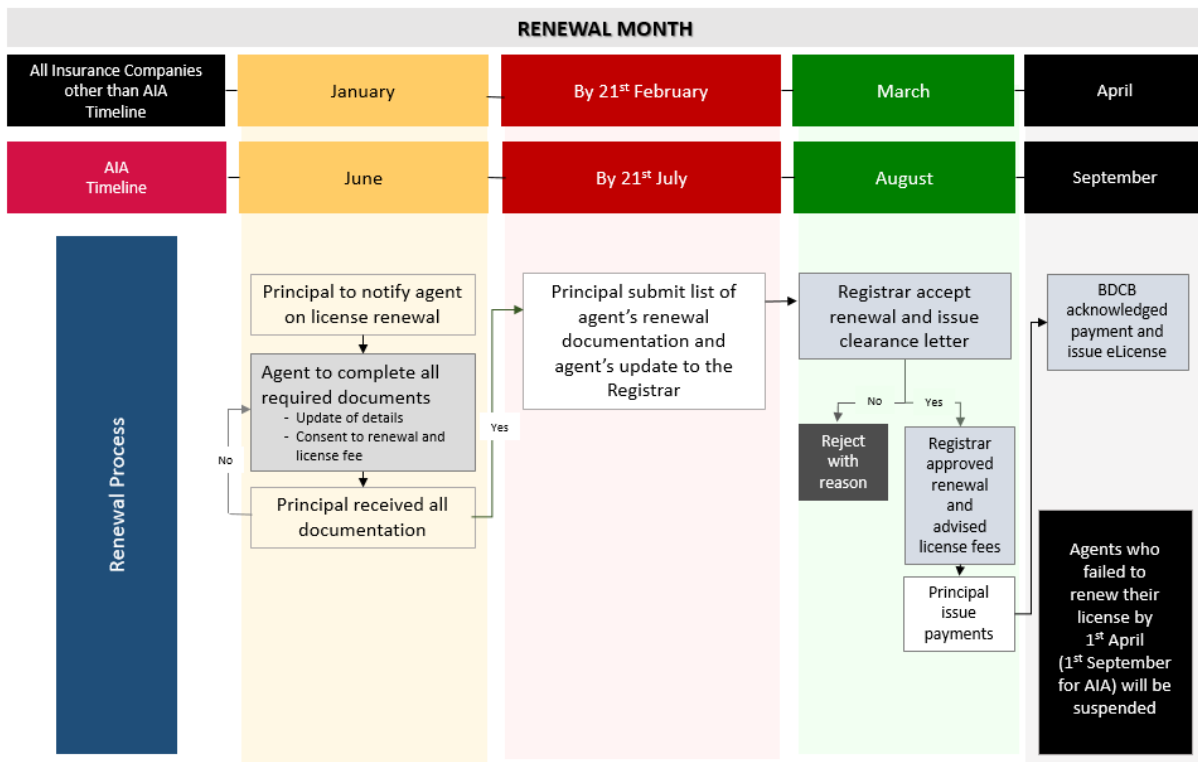 RENEWAL MONTH
All Insurance Companies
other than AIA
Timeline
January
By 21st February
March
April
AIA
Timeline
June
By 21st July
August
September
Renewal Process
Principal to notify agent
on license renewal
Agent to complete all
required documents
- Update of details
- Consent to renewal and
license fee
No
Principal received all
documentation
Yes
Principal submit list of
agent's renewal
documentation and
agent's update to the
Registrar
Registrar accept
renewal and issue
clearance letter
No
Yes
Reject
with
reason
Registrar
approved
renewal
and
advised
license fees
Principal
issue
payments
BDCB
acknowledged
payment and
issue eLicense
Agents who
failed to
renew their
license by
1st April
(1st September
for AIA) will be
suspended